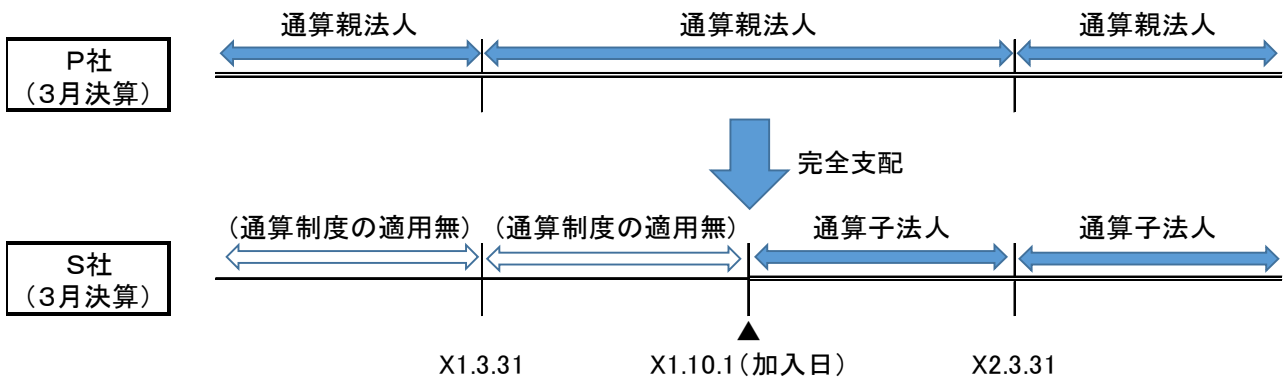 通算親法人 通算親法人 通算親法人
P社
(3月決算)
完全支配
(通算制度の適用無) (通算制度の適用無) 通算子法人 通算子法人
S社
(3月決算)
▲
X1.3.31 X1.10.1(加入日) X2.3.31